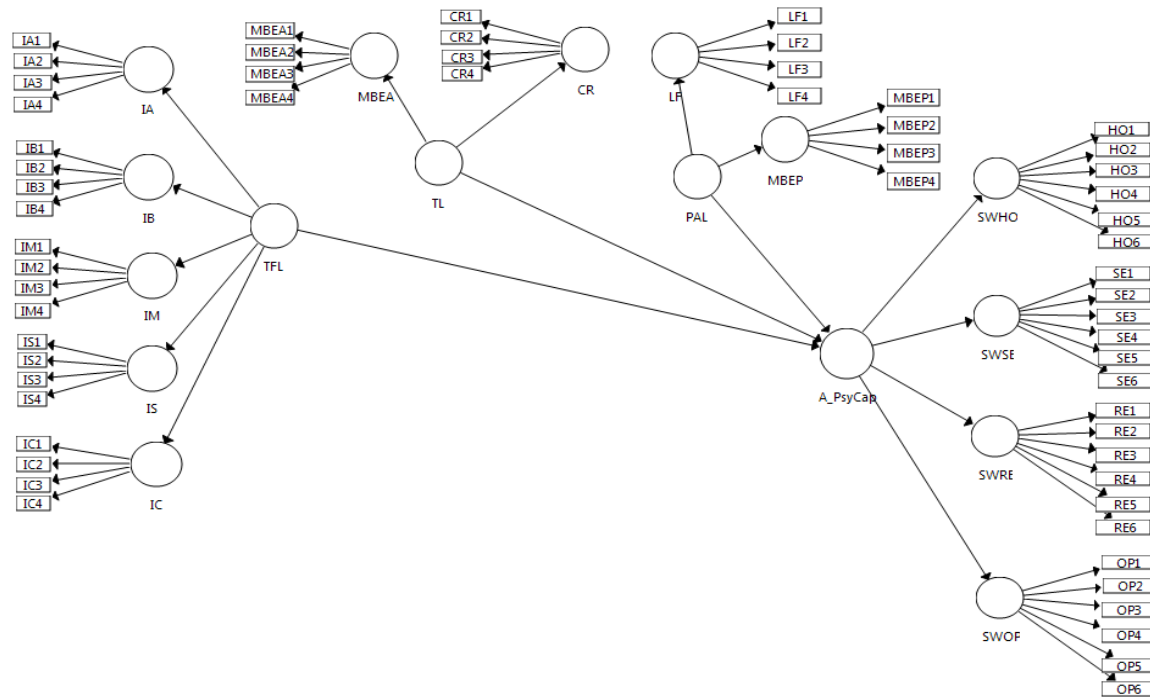 IA1
IA2
IA3
IA4
IA
IB1
IB2
IB3
IB4
IB
IM1
IM2
IM3
IM4
IM
IS1
IS2
IS3
IS4
IS
IC1
IC2
IC3
IC4
IC
TFL
MBEA1
MBEA2
MBEA3
MBEA4
MBEA
CR1
CR2
CR3
CR4
CR
TL
LF1
LF2
LF3
LF4
LF
MBEP1
MBEP2
MBEP3
MBEP4
MBEP
PAL
A_PsyCap
HO1
HO2
HO3
HO4
HO5
HO6
SWHO
SE1
SE2
SE3
SE4
SE5
SE6
SWSE
RE1
RE2
RE3
RE4
RE5
RE6
SWRE
OP1
OP2
OP3
OP4
OP5
OP6
SWOP